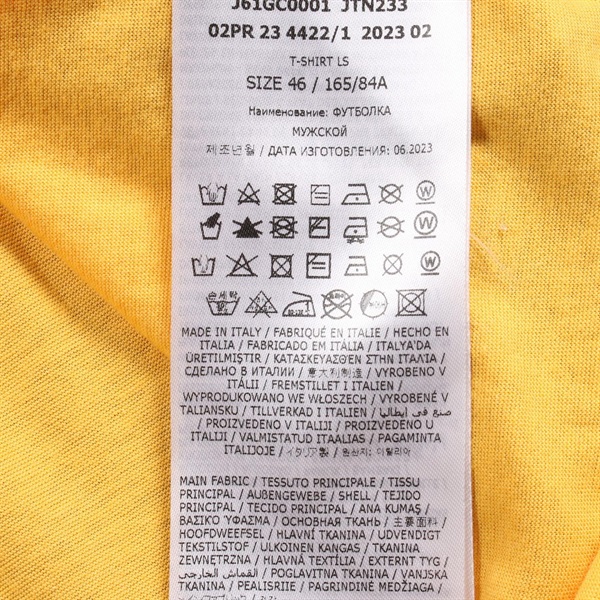 J61GC0001 JTN233
02PR 23 4422/1 2023 02
T-SHIRT LS
SIZE 46 / 165/84A
Наименование: ФУТБОЛКА
МУЖСКОЙ
제조년월 / ДАТА ИЗГОТОВЛЕНИЯ: 06.2023
MADE IN ITALY / FABRIQUÉ EN ITALIE / HECHO EN
ITALIA / FABRICADO EM ITÁLIA / ITALYA'DA
ÜRETILMIŞTIR / ΚΑΤΑΣΚΕΥΑΣΘΕΝ ΣΤΗΝ ΙΤΑΛΙΑ /
СДЕЛАНО В ИТАЛИИ / 意大利制造 / VYROBENO V
ITÁLII / FREMSTILLET I ITALIEN /
WYPRODUKOWANO WE WŁOSZECH / VYROBENÉ V
TALIANSKU / TILLVERKAD I ITALIEN / صنع في إيطاليا
/ PROIZVEDENO V ITALIJI / PROIZVEDENO U
ITALIJI / VALMISTATUD ITAALIAS / PAGAMINTA
ITALIJOJE / イタリア製 / 원산지: 이탈리아
MAIN FABRIC / TESSUTO PRINCIPALE / TISSU
PRINCIPAL / AUßENGEWEBE / SHELL / TEJIDO
PRINCIPAL / TECIDO PRINCIPAL / ANA KUMAŞ /
ΒΑΣΙΚΟ ΥΦΑΣΜΑ / ОСНОВНАЯ ТКАНЬ / 主要面料 /
HOOFDWEEFSEL / HLAVNÍ TKANINA / UDVENDIGT
TEKSTILSTOF / ULKOINEN KANGAS / TKANINA
ZEWNĘTRZNA / HLAVNÁ TEXTÍLIA / EXTERNT TYG /
القماش الخارجي / POGLAVITNA TKANINA / VANJSKA
TKANINA / PEALISRIIE / PAGRINDINĖ MEDŽIAGA /